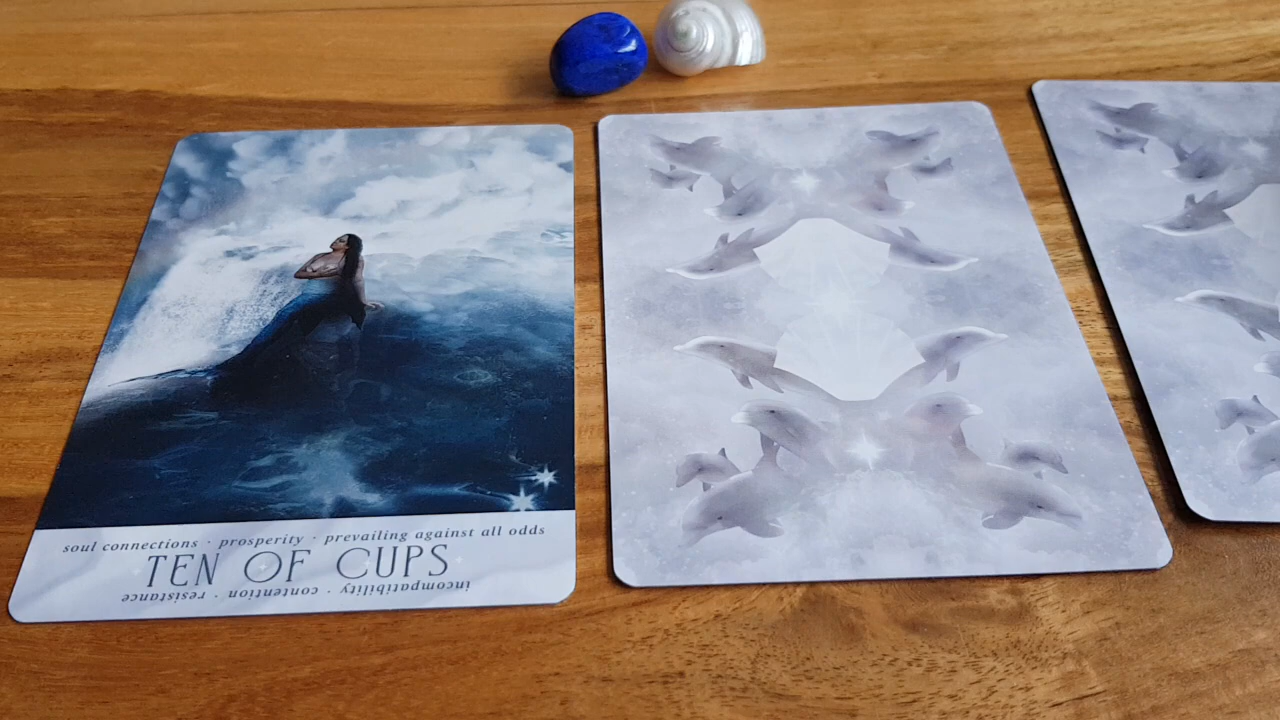 soul connections · prosperity · prevailing against all odds
TEN OF CUPS
incompatibility · contention · resistance